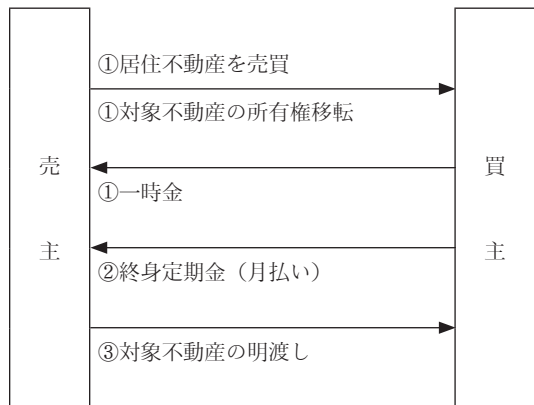 売主
①居住不動産を売買
①対象不動産の所有権移転
①一時金
②終身定期金（月払い）
③対象不動産の明渡し
買主